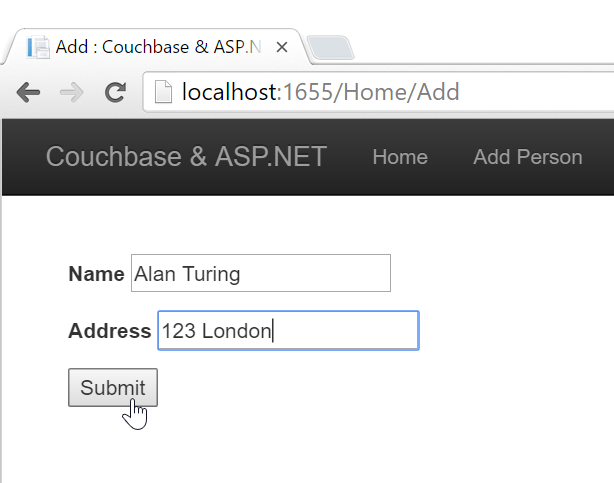 Add : Couchbase & ASP.N
localhost:1655/Home/Add
Couchbase & ASP.NET Home Add Person
Name Alan Turing
Address 123 London
Submit